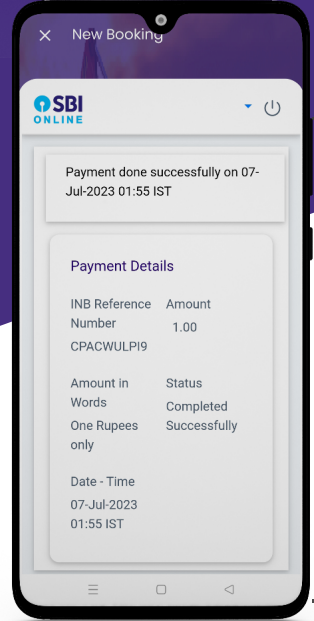 New Booking
SBI
ONLINE
Payment done successfully on 07-
Jul-2023 01:55 IST
Payment Details
INB Reference
Number
CPACWULPI9
Amount
1.00
Amount in
Words
One Rupees
only
Status
Completed
Successfully
Date - Time
07-Jul-2023
01:55 IST